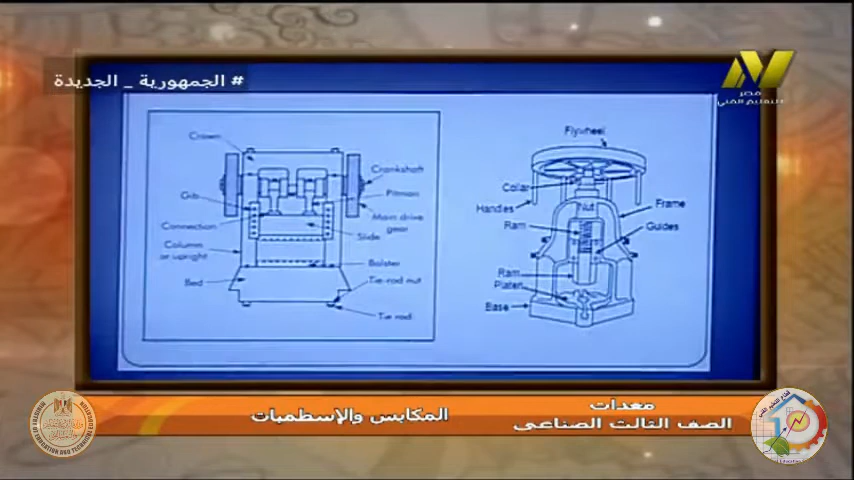 # الجمهورية _ الجديدة
مصر
التعليم الفني
Crown
Crankshaft
Gib
Pitman
Connection
Main drive
gear
Slide
Column
or upright
Bolster
Bed
Tie-rod nut
Tie rod
Flywheel
Collar
Handles
Nut
Frame
Ram
Guides
Ram
Platen
Base
معدات
الصف الثالث الصناعى
المكابس والإسطمبات